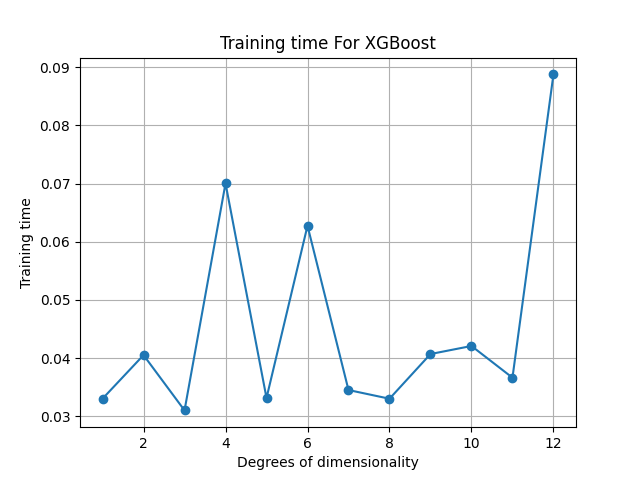 Training time For XGBoost
0.09
0.08
0.07
0.06
0.05
0.04
0.03
Training time
2 4 6 8 10 12
Degrees of dimensionality